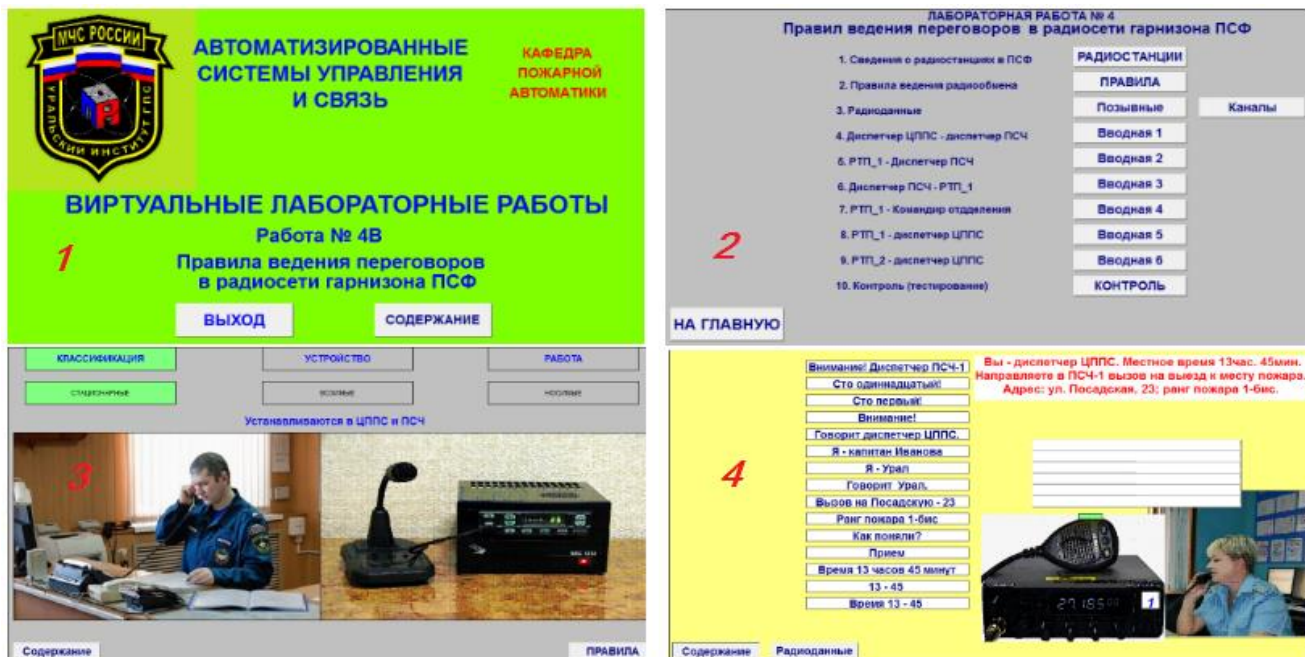 МЧС РОССИИ
УРАЛЬСКИЙ ИНСТИТУТ ГПС
АВТОМАТИЗИРОВАННЫЕ
СИСТЕМЫ УПРАВЛЕНИЯ
И СВЯЗЬ
КАФЕДРА
ПОЖАРНОЙ
АВТОМАТИКИ
ВИРТУАЛЬНЫЕ ЛАБОРАТОРНЫЕ РАБОТЫ
Работа № 4В
1
Правила ведения переговоров
в радиосети гарнизона ПСФ
ВЫХОД
СОДЕРЖАНИЕ
ЛАБОРАТОРНАЯ РАБОТА № 4
Правил ведения переговоров в радиосети гарнизона ПСФ
1. Сведения о радиостанциях в ПСФ РАДИОСТАНЦИИ
2. Правила ведения радиообмена ПРАВИЛА
3. Радиоданные Позывные Каналы
4. Диспетчер ЦППС - диспетчер ПСЧ Вводная 1
5. РТП_1 - Диспетчер ПСЧ Вводная 2
6. Диспетчер ПСЧ - РТП_1 Вводная 3
7. РТП_1 - Командир отдделения Вводная 4
8. РТП_1 - диспетчер ЦППС Вводная 5
9. РТП_2 - диспетчер ЦППС Вводная 6
10. Контроль (тестирование) КОНТРОЛЬ
2
НА ГЛАВНУЮ
КЛАССИФИКАЦИЯ УСТРОЙСТВО РАБОТА
СТАЦИОНАРНЫЕ ВОЗИМЫЕ НОСИМЫЕ
Устанавливаются в ЦППС и ПСЧ
3
Содержание ПРАВИЛА
Вы - диспетчер ЦППС. Местное время 13час. 45мин.
Направляете в ПСЧ-1 вызов на выезд к месту пожара.
Адрес: ул. Посадская, 23; ранг пожара 1-бис.
Внимание! Диспетчер ПСЧ-1
Сто одиннадцатый!
Сто первый!
Внимание!
Говорит диспетчер ЦППС.
Я - капитан Иванова
Я - Урал
Говорит Урал.
Вызов на Посадскую - 23
Ранг пожара 1-бис
Как поняли?
Прием
Время 13 часов 45 минут
13 - 45
Время 13 - 45
4
27.185
1
Содержание Радиоданные